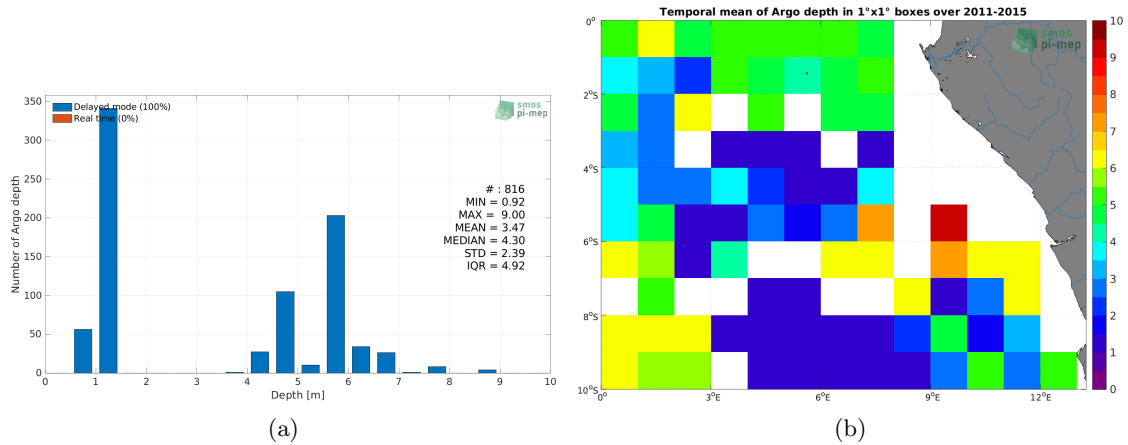 Delayed mode (100%)
Real time (0%)
smos
pi-mep
# : 816
MIN = 0.92
MAX = 9.00
MEAN = 3.47
MEDIAN = 4.30
STD = 2.39
IQR = 4.92
Number of Argo depth
350
300
250
200
150
100
50
0
0 1 2 3 4 5 6 7 8 9 10
Depth [m]
(a)
Temporal mean of Argo depth in 1°x1° boxes over 2011-2015
smos
pi-mep
0°
2°S
4°S
6°S
8°S
10°S
0° 3°E 6°E 9°E 12°E
10
9
8
7
6
5
4
3
2
1
0
(b)